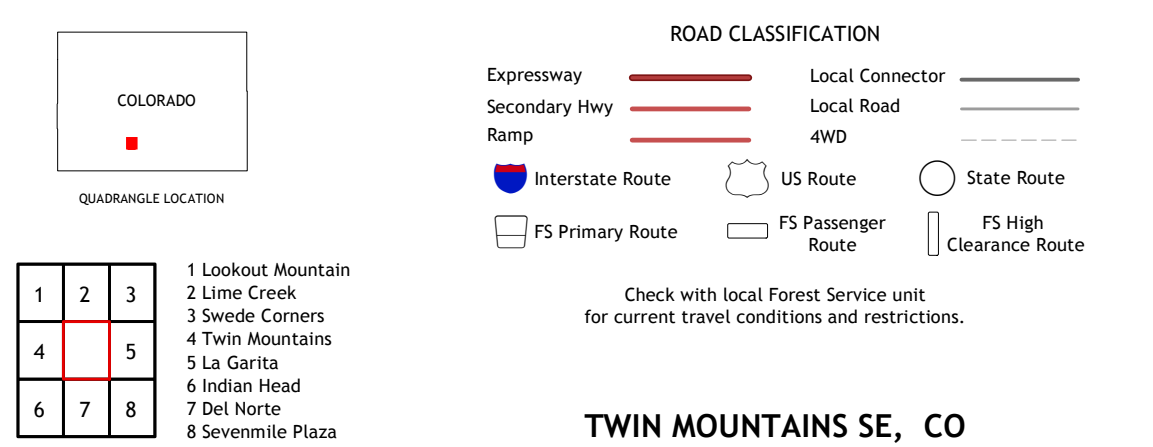 COLORADO
QUADRANGLE LOCATION
ROAD CLASSIFICATION
Expressway
Local Connector
Secondary Hwy
Local Road
Ramp
4WD
Interstate Route
US Route
State Route
FS Primary Route
FS Passenger
Route
FS High
Clearance Route
Check with local Forest Service unit
for current travel conditions and restrictions.
1 2 3
4 5
6 7 8
1 Lookout Mountain
2 Lime Creek
3 Swede Corners
4 Twin Mountains
5 La Garita
6 Indian Head
7 Del Norte
8 Sevenmile Plaza
TWIN MOUNTAINS SE, CO